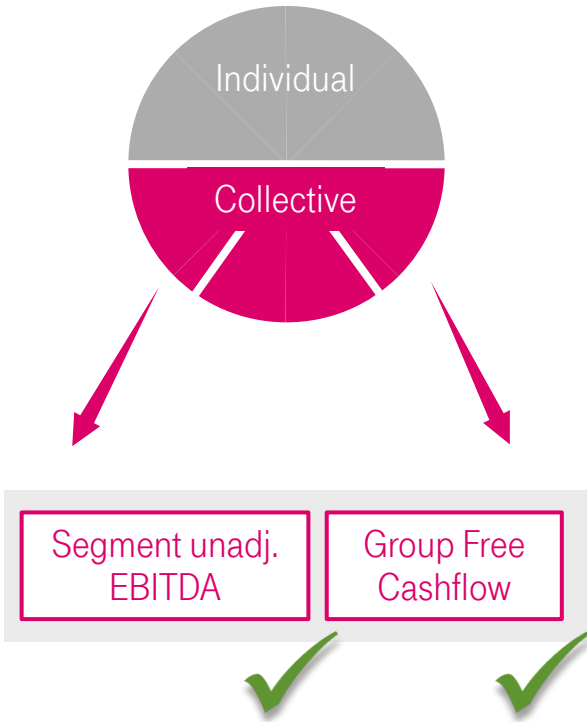 Individual
Collective
Segment unadj.
EBITDA
Group Free
Cashflow